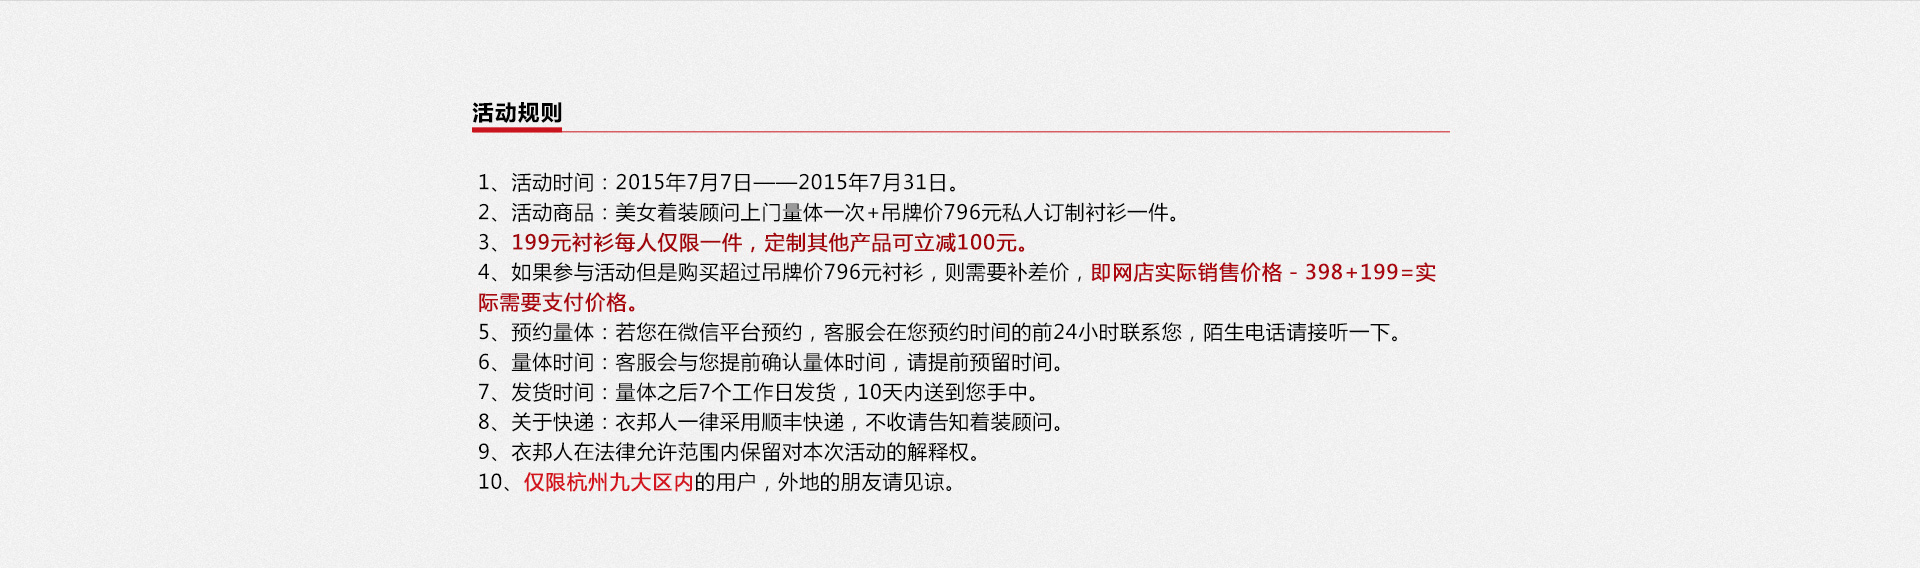 活动规则
1、活动时间：2015年7月7日——2015年7月31日。
2、活动商品：美女着装顾问上门量体一次+吊牌价796元私人订制衬衫一件。
3、199元衬衫每人仅限一件，定制其他产品可立减100元。
4、如果参与活动但是购买超过吊牌价796元衬衫，则需要补差价，即网店实际销售价格 - 398+199=实
际需要支付价格。
5、预约量体：若您在微信平台预约，客服会在您预约时间的前24小时联系您，陌生电话请接听一下。
6、量体时间：客服会与您提前确认量体时间，请提前预留时间。
7、发货时间：量体之后7个工作日发货，10天内送到您手中。
8、关于快递：衣邦人一律采用顺丰快递，不收请告知着装顾问。
9、衣邦人在法律允许范围内保留对本次活动的解释权。
10、仅限杭州九大区内的用户，外地的朋友请见谅。